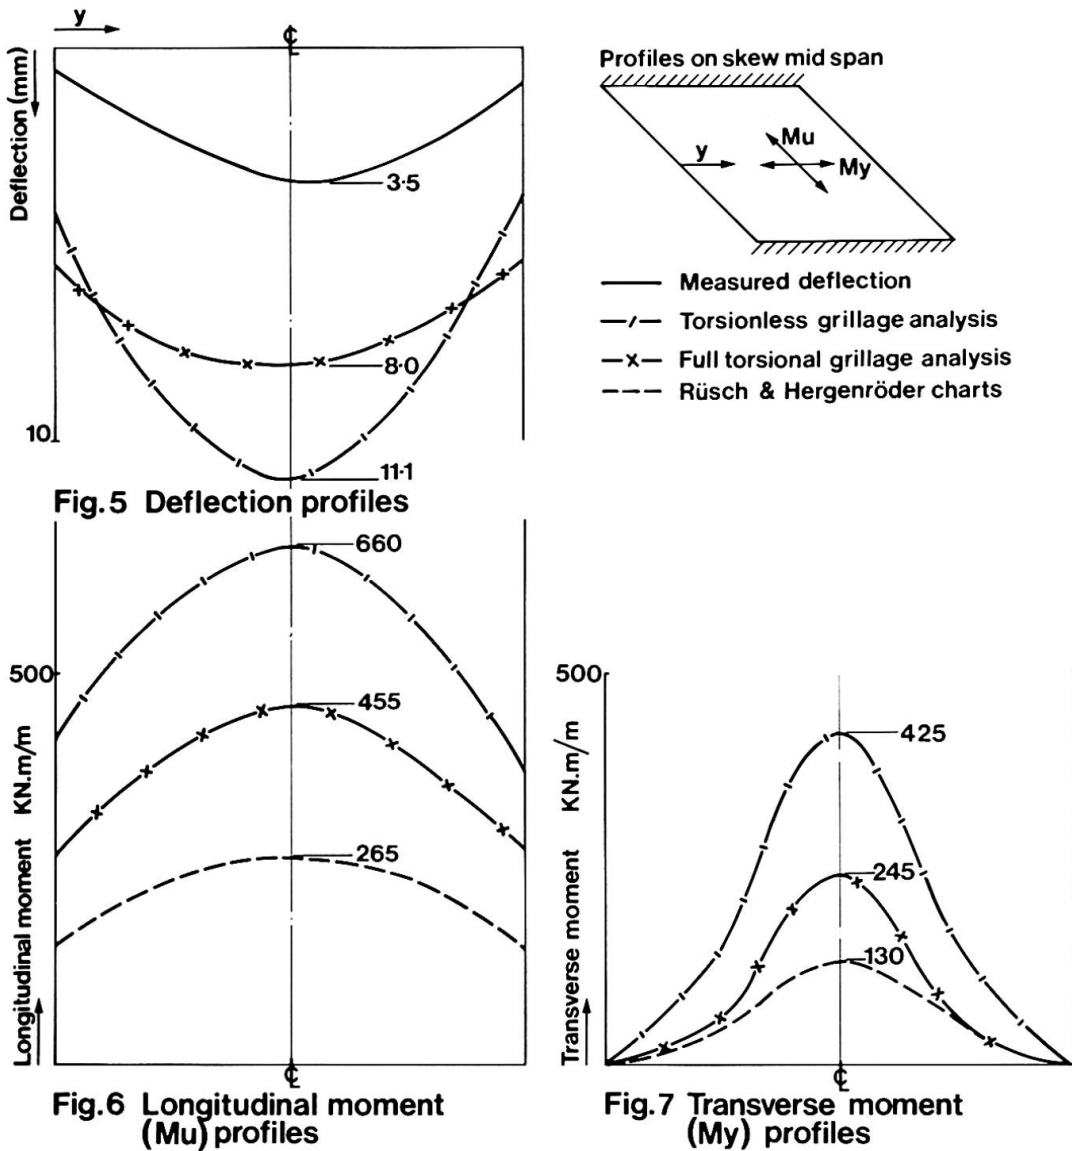 y
℄
Deflection (mm)
3·5
8·0
10
11·1
Fig.5 Deflection profiles
Profiles on skew mid span
Mu
y
My
Measured deflection
Torsionless grillage analysis
Full torsional grillage analysis
Rüsch & Hergenröder charts
660
500
455
265
Longitudinal moment KN.m/m
℄
Fig.6 Longitudinal moment
(Mu) profiles
500
425
245
130
Transverse moment KN.m/m
℄
Fig.7 Transverse moment
(My) profiles